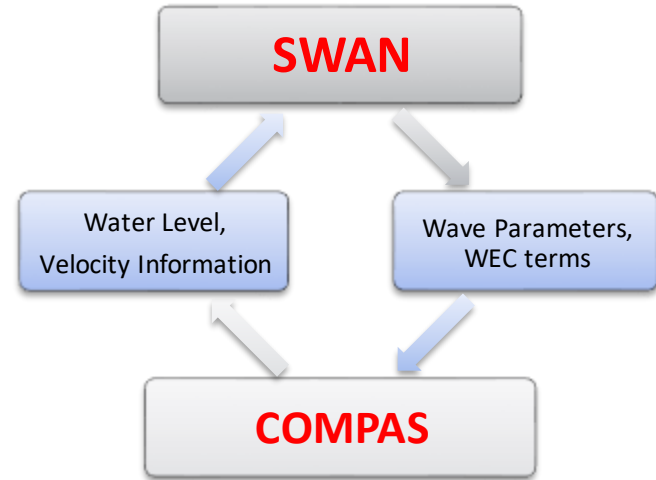 SWAN
Water Level,
Velocity Information
Wave Parameters,
WEC terms
COMPAS